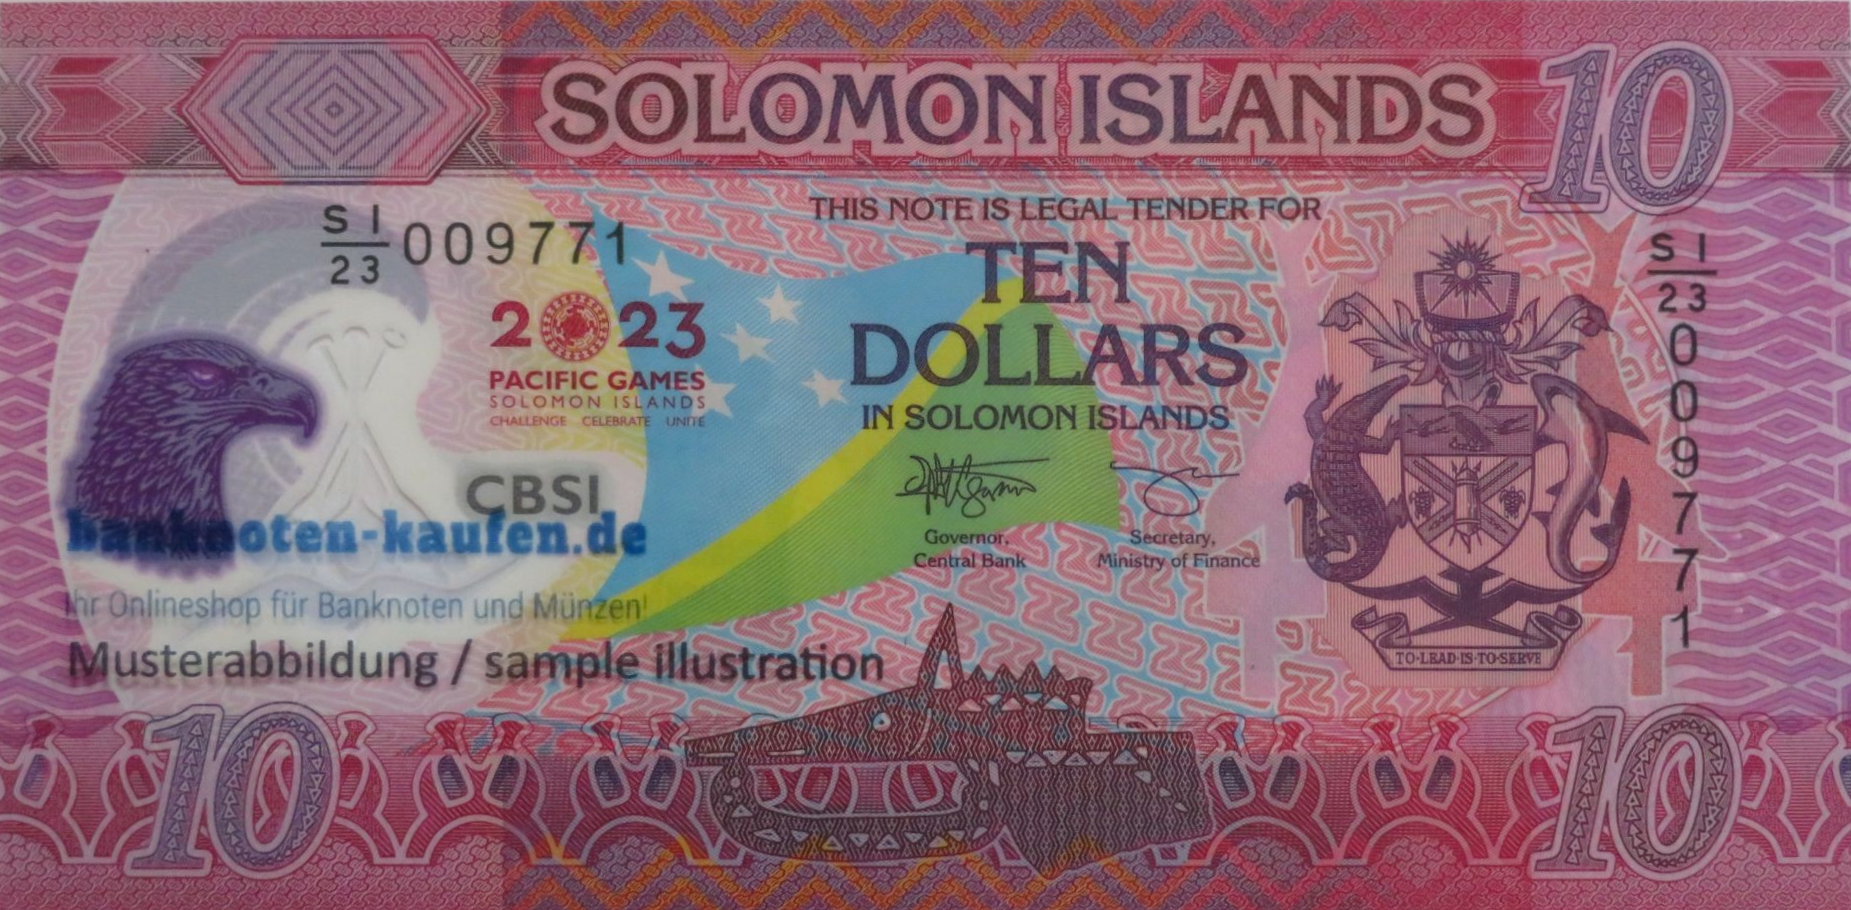 SOLOMON ISLANDS
10
THIS NOTE IS LEGAL TENDER FOR
TEN
DOLLARS
IN SOLOMON ISLANDS
S I
23
009771
2023
PACIFIC GAMES
SOLOMON ISLANDS
CHALLENGE CELEBRATE UNITE
CBSI
banknoten-kaufen.de
Ihr Onlineshop für Banknoten und Münzen!
Musterabbildung / sample illustration
Governor,
Central Bank
Secretary,
Ministry of Finance
S I
23
009771
TO·LEAD·IS·TO·SERVE
10
10